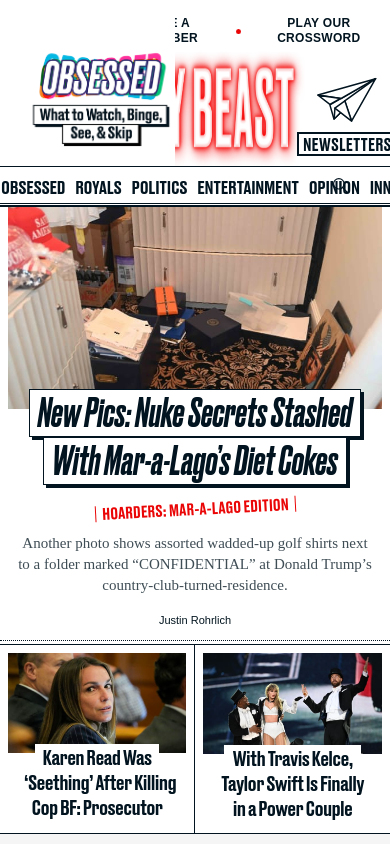 E A
BER
PLAY OUR
CROSSWORD
OBSESSED
What to Watch, Binge,
See, & Skip
Y BEAST
NEWSLETTERS
OBSESSED ROYALS POLITICS ENTERTAINMENT OPINION INN
New Pics: Nuke Secrets Stashed
With Mar-a-Lago’s Diet Cokes
HOARDERS: MAR-A-LAGO EDITION
Another photo shows assorted wadded-up golf shirts next
to a folder marked “CONFIDENTIAL” at Donald Trump’s
country-club-turned-residence.
Justin Rohrlich
Karen Read Was
‘Seething’ After Killing
Cop BF: Prosecutor
With Travis Kelce,
Taylor Swift Is Finally
in a Power Couple